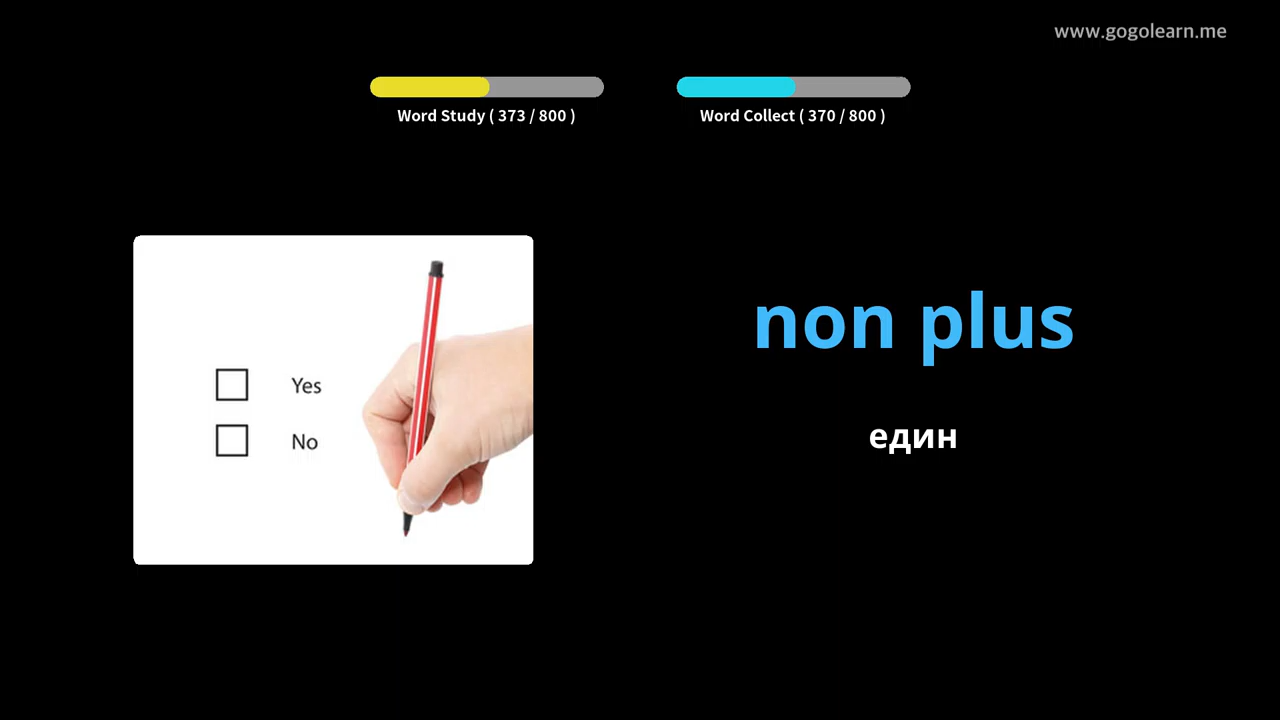 www.gogolearn.me
Word Study ( 373 / 800 )
Word Collect ( 370 / 800 )
Yes
No
non plus
един